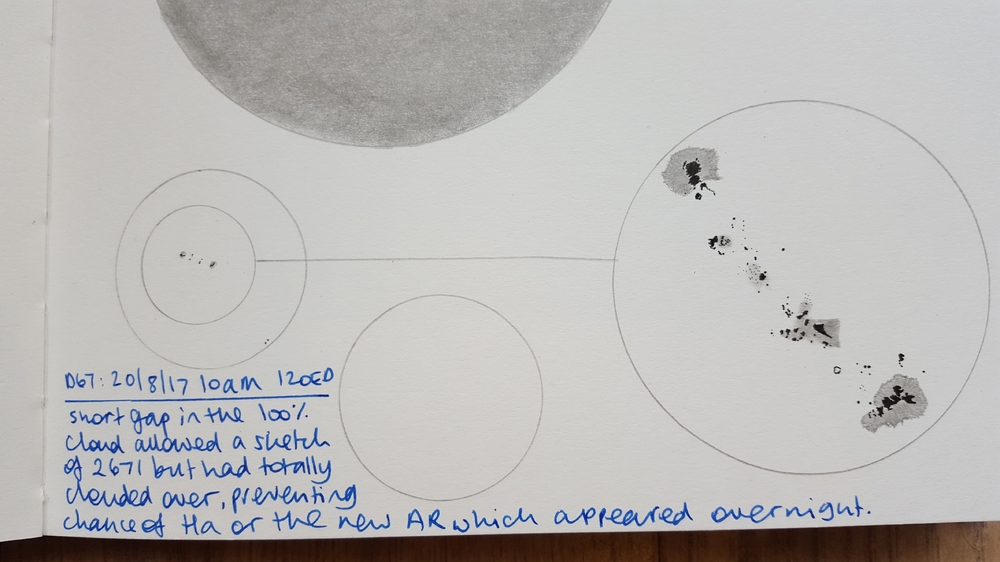 D67: 20/8/17 10am 120ED
short gap in the 100%
cloud allowed a sketch
of 2671 but had totally
clouded over, preventing
chance of Ha or the new AR which appeared overnight.